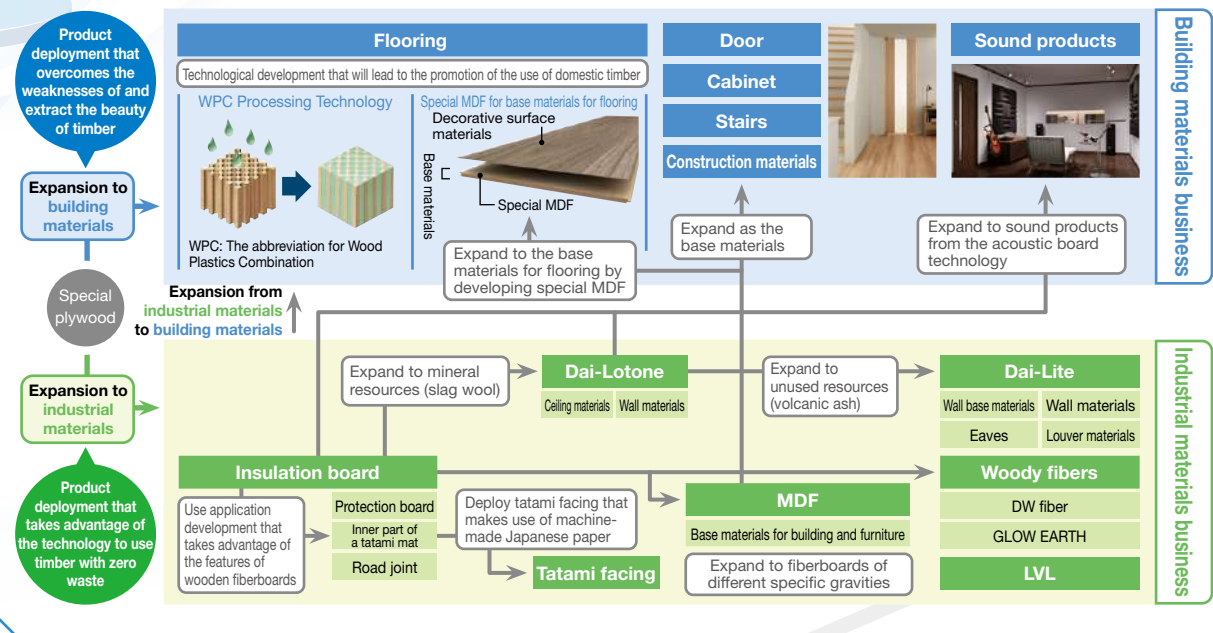 Product
deployment that
overcomes the
weaknesses of and
extract the beauty
of timber
Expansion to
building
materials
Special
plywood
Expansion to
industrial
materials
Product
deployment that
takes advantage of
the technology to use
timber with zero
waste
Building materials business
Flooring
Technological development that will lead to the promotion of the use of domestic timber
WPC Processing Technology
WPC: The abbreviation for Wood
Plastics Combination
Special MDF for base materials for flooring
Decorative surface
materials
Base materials
Special MDF
Expand to the base
materials for flooring by
developing special MDF
Door
Cabinet
Stairs
Construction materials
Expand as the
base materials
Sound products
Expand to sound products
from the acoustic board
technology
Expansion from
industrial materials
to building materials
Industrial materials business
Expand to mineral
resources (slag wool)
Dai-Lotone
Ceiling materials
Wall materials
Expand to
unused resources
(volcanic ash)
Dai-Lite
Wall base materials
Wall materials
Eaves
Louver materials
Insulation board
Use application
development that
takes advantage of
the features of
wooden fiberboards
Protection board
Inner part of
a tatami mat
Road joint
Deploy tatami facing that
makes use of machine-
made Japanese paper
Tatami facing
MDF
Base materials for building and furniture
Expand to fiberboards of
different specific gravities
Woody fibers
DW fiber
GLOW EARTH
LVL